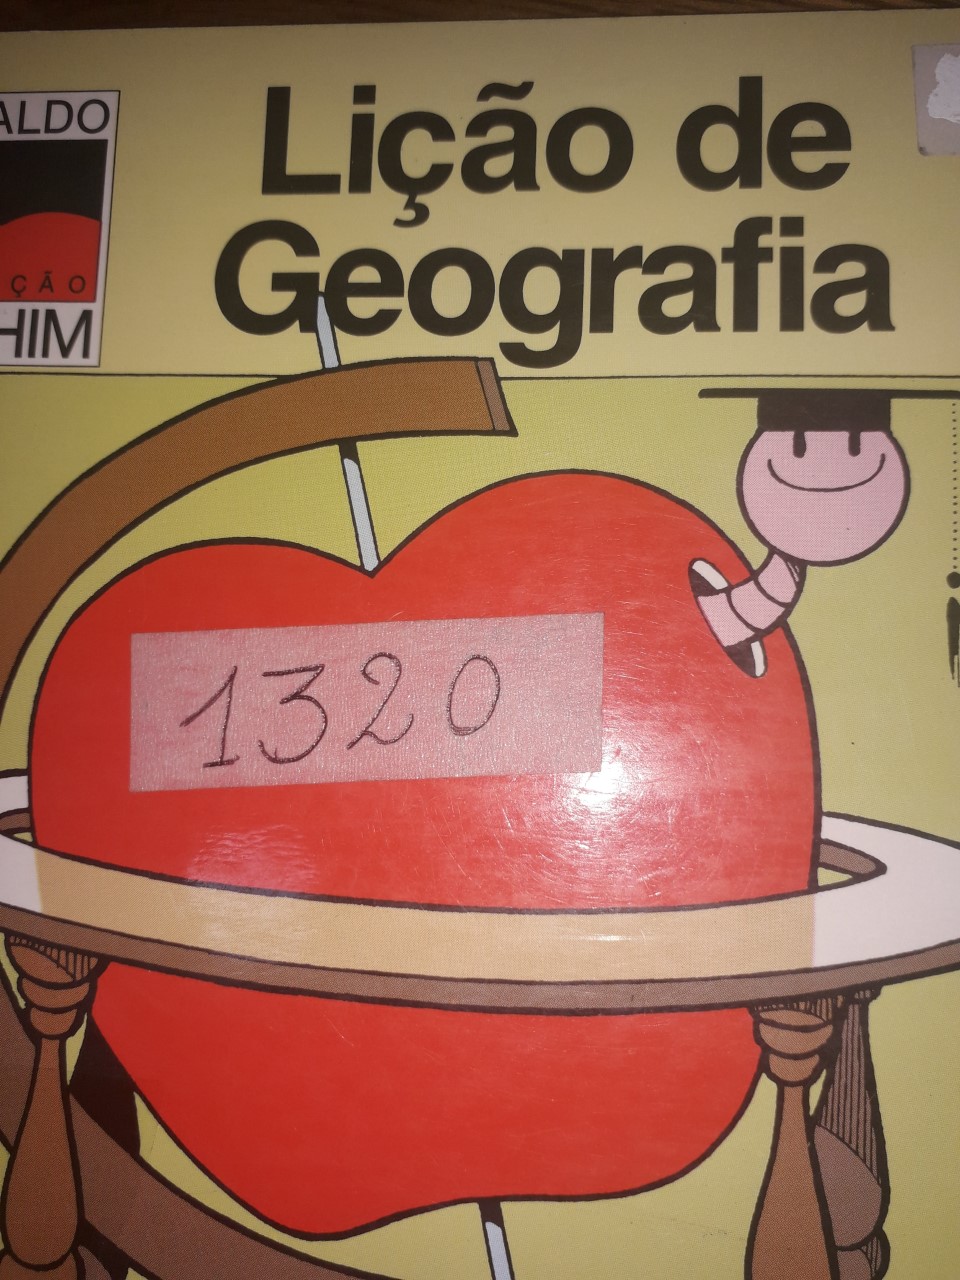 ALDO
ÇÃO
HIM
Lição de
Geografia
1320